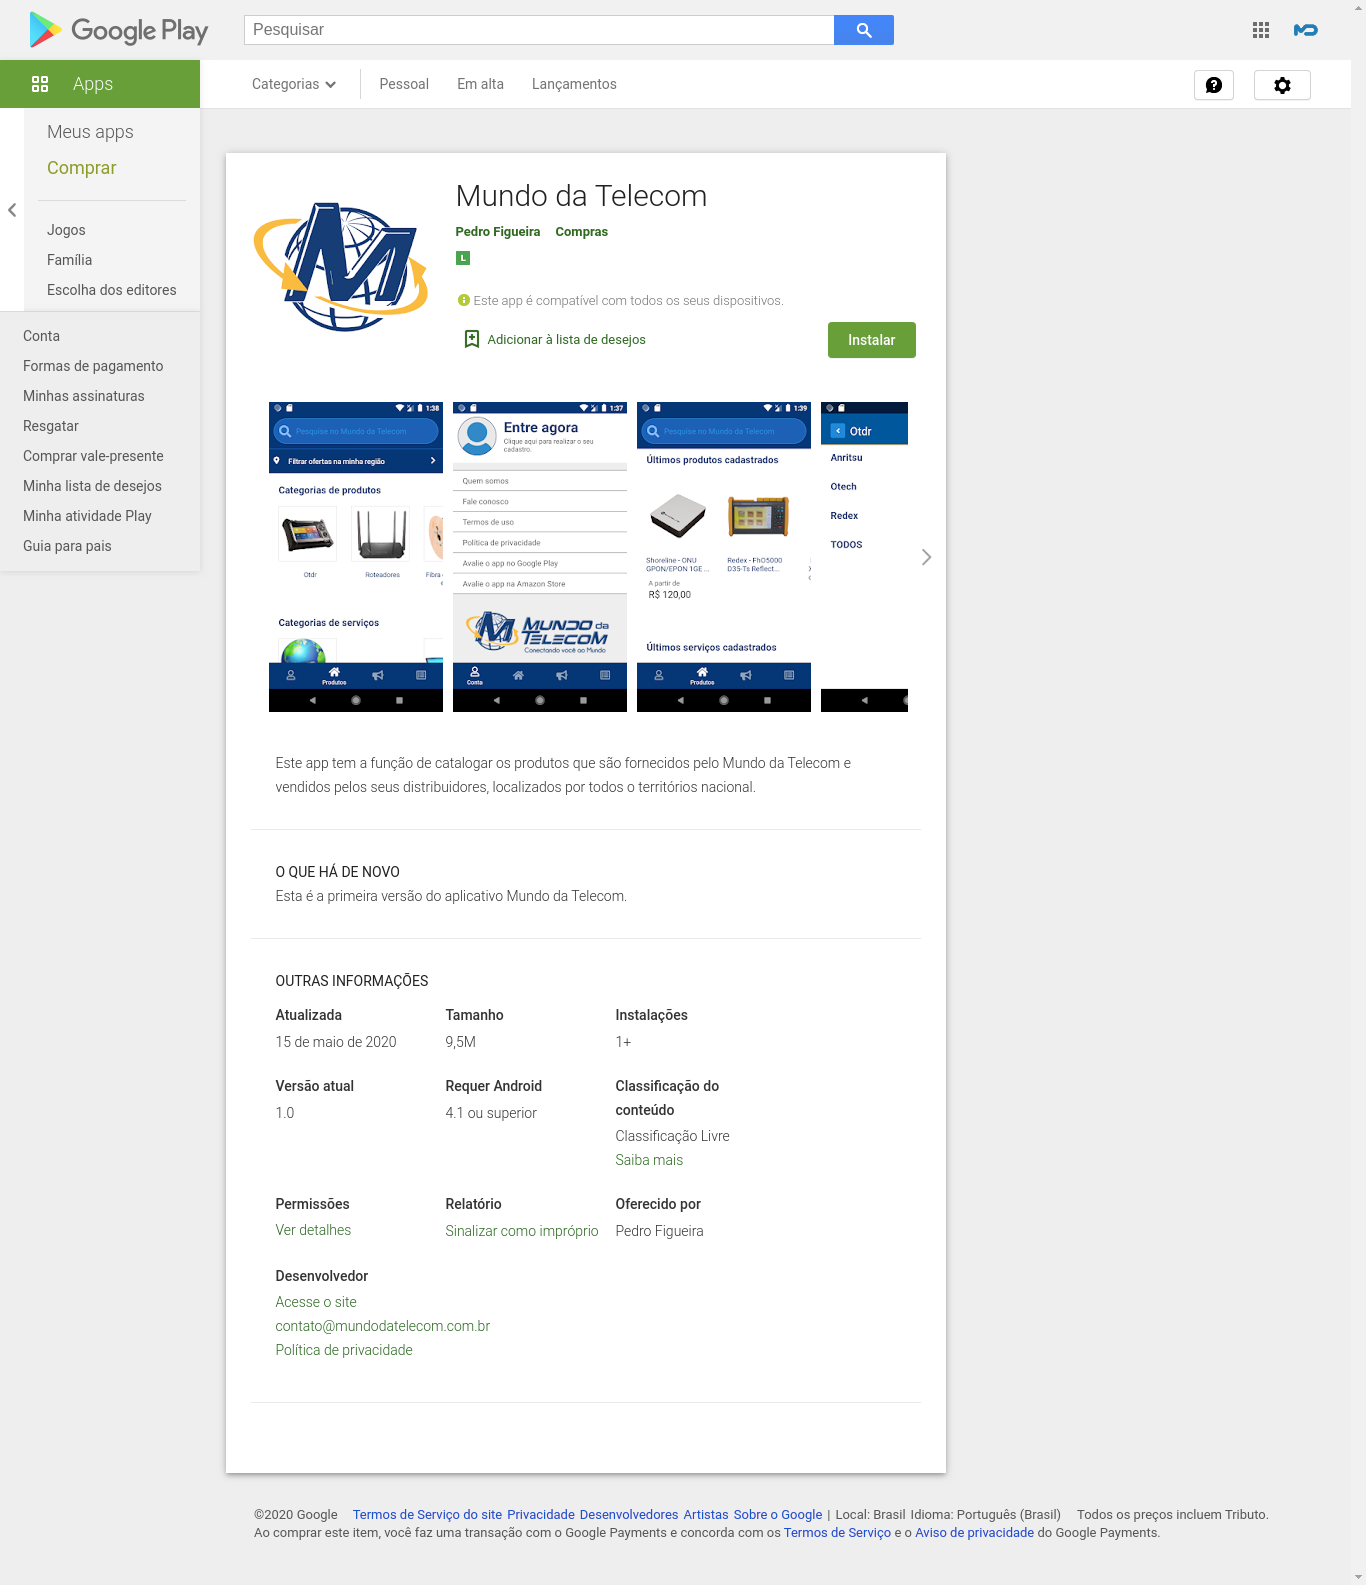 Google Play
Pesquisar
Apps
Categorias
Pessoal
Em alta
Lançamentos
Meus apps
Comprar
Jogos
Família
Escolha dos editores
Conta
Formas de pagamento
Minhas assinaturas
Resgatar
Comprar vale-presente
Minha lista de desejos
Minha atividade Play
Guia para pais
M
Mundo da Telecom
Pedro Figueira Compras
L
Este app é compatível com todos os seus dispositivos.
Adicionar à lista de desejos
Instalar
1:38
Pesquise no Mundo da Telecom
Filtrar ofertas na minha região
Categorias de produtos
Otdr
Roteadores
Categorias de serviços
Produtos
1:37
Entre agora
Clique aqui para realizar o seu
cadastro.
Quem somos
Fale conosco
Termos de uso
Política de privacidade
Avalie o app no Google Play
Avalie o app na Amazon Store
M MUNDO da
TELECOM
Conectando você ao Mundo
Conta
1:39
Pesquise no Mundo da Telecom
Últimos produtos cadastrados
Shoreline - ONU
GPON/EPON 1GE ...
Redex - FhO5000
D35-Ts Reflect...
A partir de
R$ 120,00
Últimos serviços cadastrados
Produtos
Otdr
Anritsu
Otech
Redex
TODOS
Este app tem a função de catalogar os produtos que são fornecidos pelo Mundo da Telecom e
vendidos pelos seus distribuidores, localizados por todos o territórios nacional.
O QUE HÁ DE NOVO
Esta é a primeira versão do aplicativo Mundo da Telecom.
OUTRAS INFORMAÇÕES
Atualizada
15 de maio de 2020
Tamanho
9,5M
Instalações
1+
Versão atual
1.0
Requer Android
4.1 ou superior
Classificação do
conteúdo
Classificação Livre
Saiba mais
Permissões
Ver detalhes
Relatório
Sinalizar como impróprio
Oferecido por
Pedro Figueira
Desenvolvedor
Acesse o site
contato@mundodatelecom.com.br
Política de privacidade
©2020 Google Termos de Serviço do site Privacidade Desenvolvedores Artistas Sobre o Google | Local: Brasil Idioma: Português (Brasil) Todos os preços incluem Tributo.
Ao comprar este item, você faz uma transação com o Google Payments e concorda com os Termos de Serviço e o Aviso de privacidade do Google Payments.